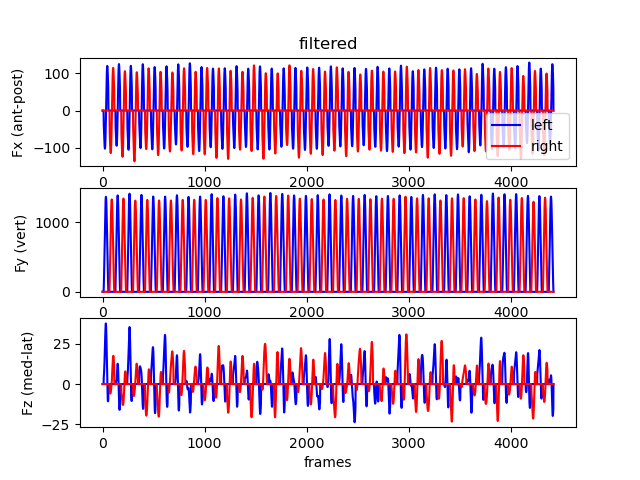 filtered
Fx (ant-post)
100
0
−100
left
right
0 1000 2000 3000 4000
Fy (vert)
1000
0
0 1000 2000 3000 4000
Fz (med-lat)
25
0
−25
0 1000 2000 3000 4000
frames